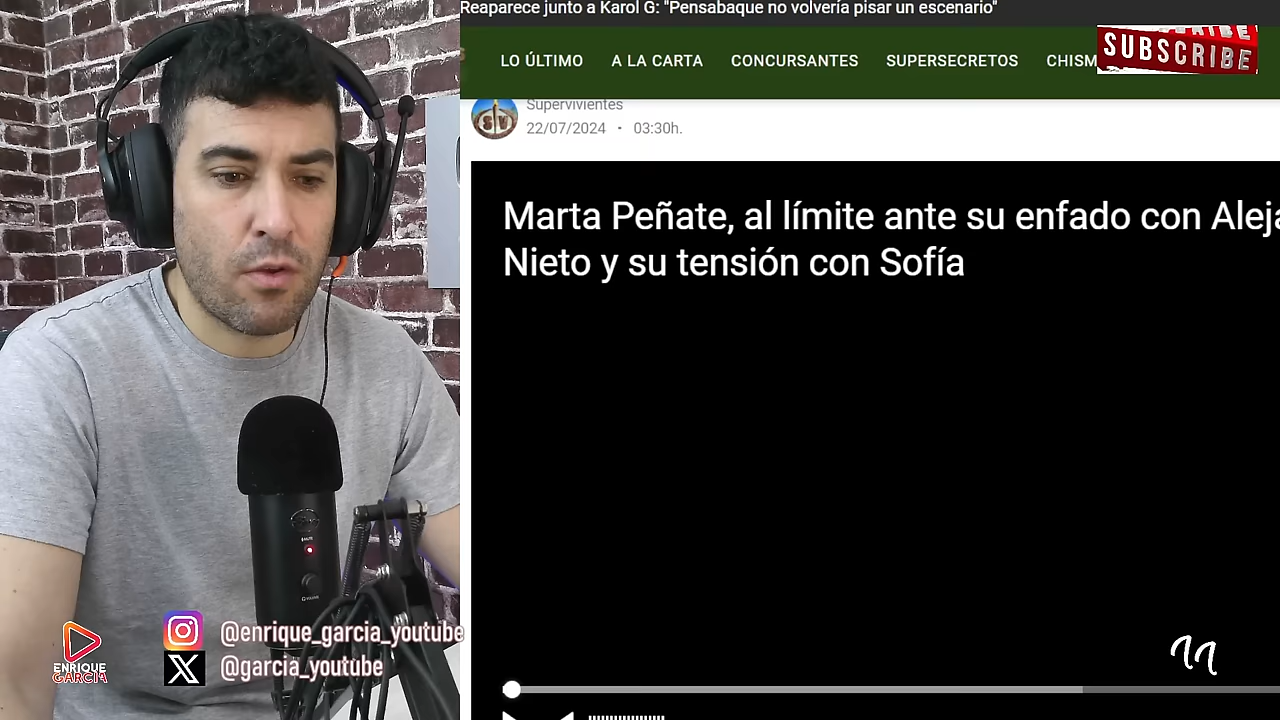 Reaparece junto a Karol G: "Pensabaque no volvería pisar un escenario"
LO ÚLTIMO A LA CARTA CONCURSANTES SUPERSECRETOS CHISM
SUBSCRIBE
Supervivientes
22/07/2024 • 03:30h.
Marta Peñate, al límite ante su enfado con Aleja
Nieto y su tensión con Sofía
@enrique_garcia_youtube
@garcia_youtube
ENRIQUE
GARCIA